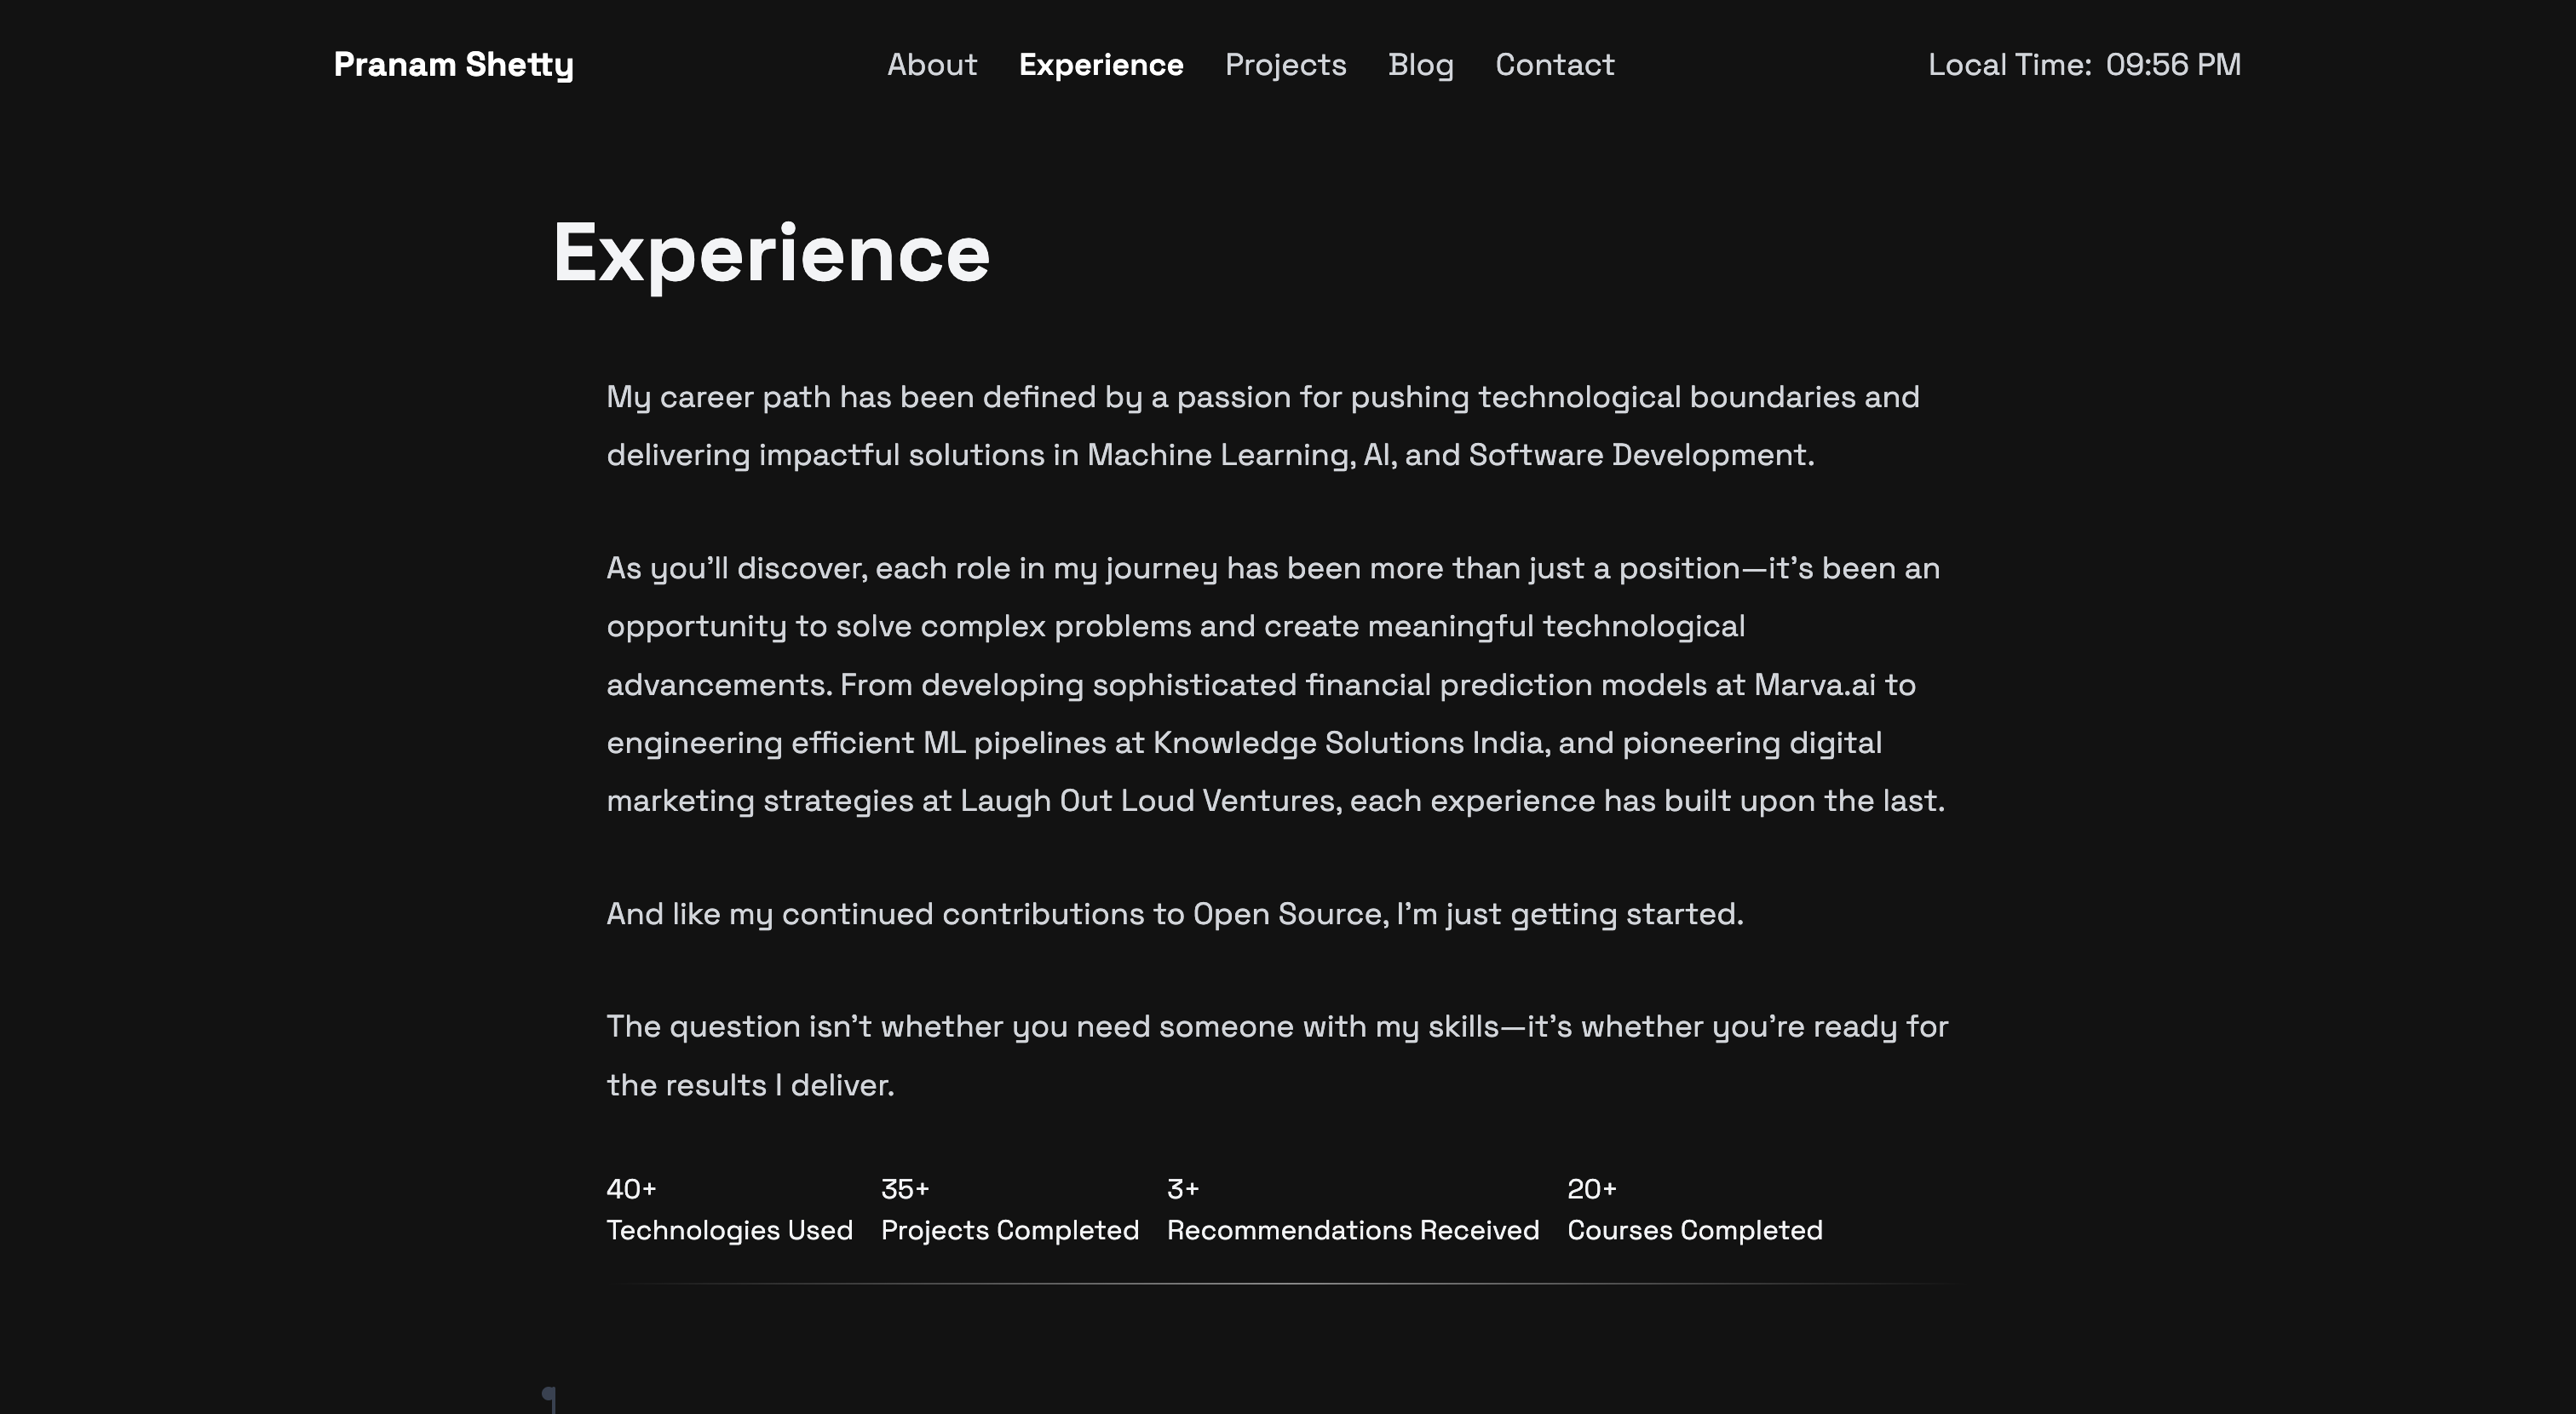 Pranam Shetty
About Experience Projects Blog Contact
Local Time: 09:56 PM
Experience
My career path has been defined by a passion for pushing technological boundaries and
delivering impactful solutions in Machine Learning, AI, and Software Development.
As you’ll discover, each role in my journey has been more than just a position—it’s been an
opportunity to solve complex problems and create meaningful technological
advancements. From developing sophisticated financial prediction models at Marva.ai to
engineering efficient ML pipelines at Knowledge Solutions India, and pioneering digital
marketing strategies at Laugh Out Loud Ventures, each experience has built upon the last.
And like my continued contributions to Open Source, I’m just getting started.
The question isn’t whether you need someone with my skills—it’s whether you’re ready for
the results I deliver.
40+
Technologies Used
35+
Projects Completed
3+
Recommendations Received
20+
Courses Completed